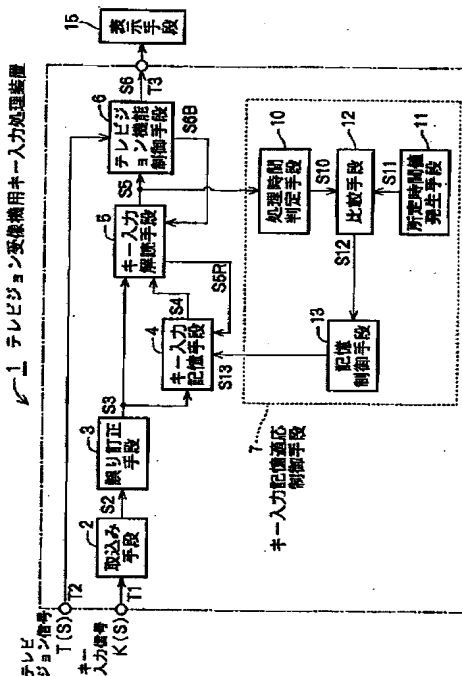 1 テレビジョン受像機用キー入力処理装置
テレビ
ジョン信号
T(S)
T2
キー
入力信号
K(S)
T1
2
取込み
手段
S2
3
誤り訂正
手段
S3
4
キー入力
記憶手段
S4
S5R
S13
5
キー入力
解読手段
S5
6
テレビジョン機能
制御手段
S6B
S6
T3
15
表示手段
7
キー入力記憶適応
制御手段
10
処理時間
判定手段
S10
12
比較手段
S11
11
所定時間値
発生手段
S12
13
記憶
制御手段